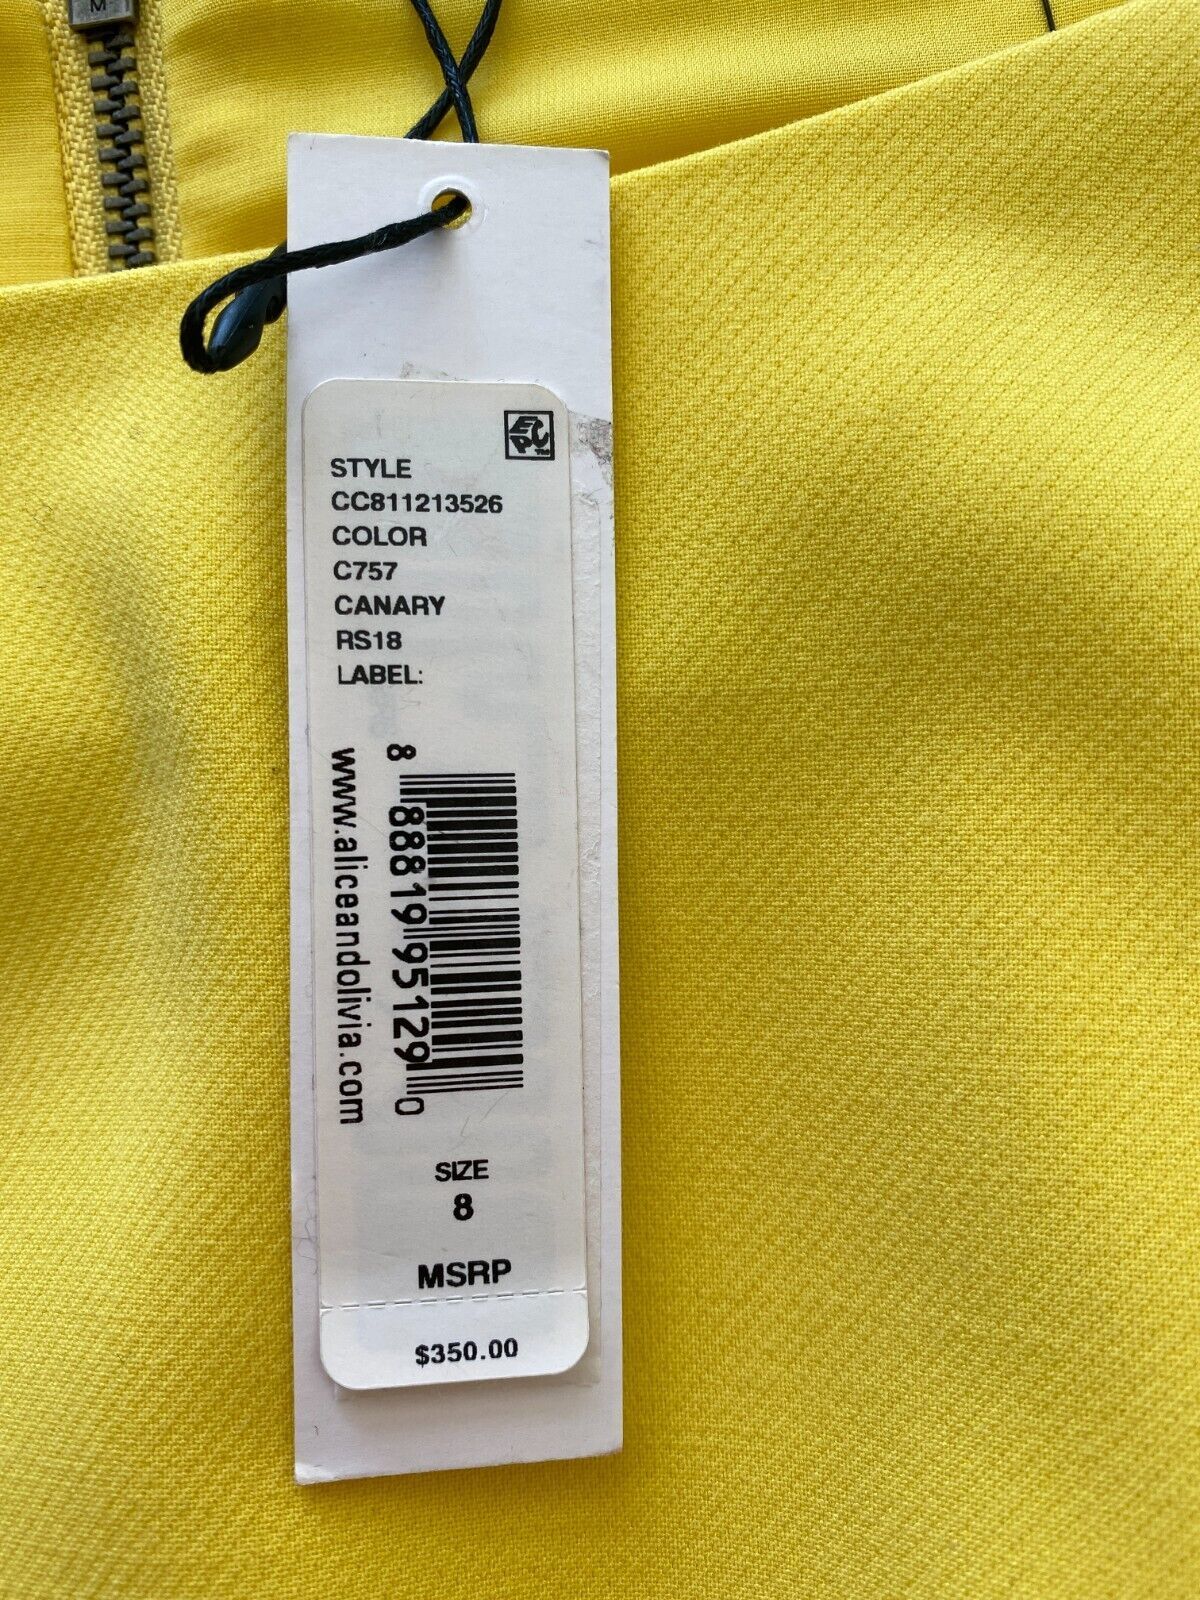 M
EPC™
STYLE
CC811213526
COLOR
C757
CANARY
RS18
LABEL:
8 88819 95129 0
www.aliceandolivia.com
SIZE
8
MSRP
$350.00